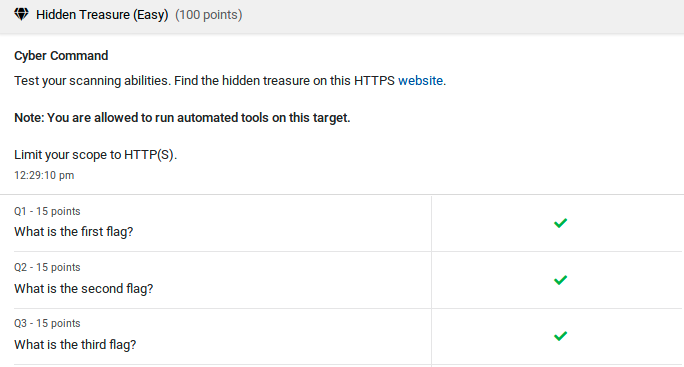 Hidden Treasure (Easy) (100 points)
Cyber Command
Test your scanning abilities. Find the hidden treasure on this HTTPS website.
Note: You are allowed to run automated tools on this target.
Limit your scope to HTTP(S).
12:29:10 pm
Q1 - 15 points
What is the first flag?
Q2 - 15 points
What is the second flag?
Q3 - 15 points
What is the third flag?